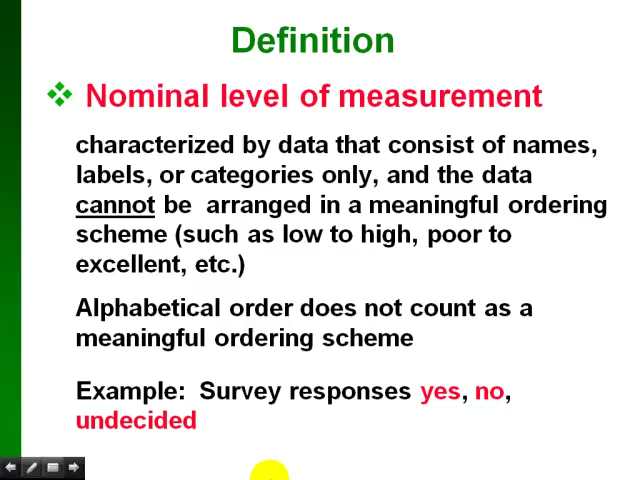 Definition
Nominal level of measurement
characterized by data that consist of names,
labels, or categories only, and the data
cannot be arranged in a meaningful ordering
scheme (such as low to high, poor to
excellent, etc.)
Alphabetical order does not count as a
meaningful ordering scheme
Example: Survey responses yes, no,
undecided